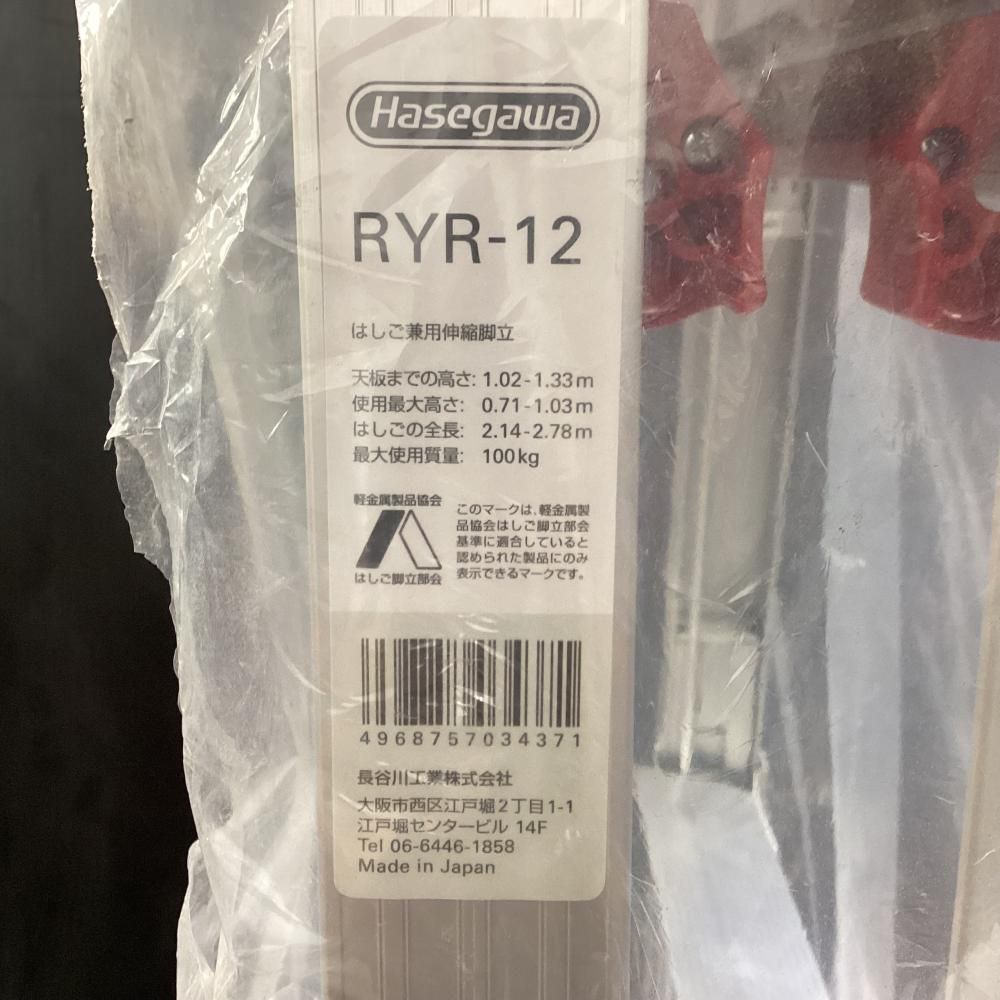 Hasegawa
RYR-12
はしご兼用伸縮脚立
天板までの高さ: 1.02-1.33m
使用最大高さ: 0.71-1.03m
はしごの全長: 2.14-2.78m
最大使用質量: 100kg
軽金属製品協会
はしご脚立部会
このマークは、軽金属製
品協会はしご脚立部会
基準に適合していると
認められた製品にのみ
表示できるマークです。
4968757034371
長谷川工業株式会社
大阪市西区江戸堀2丁目1-1
江戸堀センタービル 14F
Tel 06-6446-1858
Made in Japan